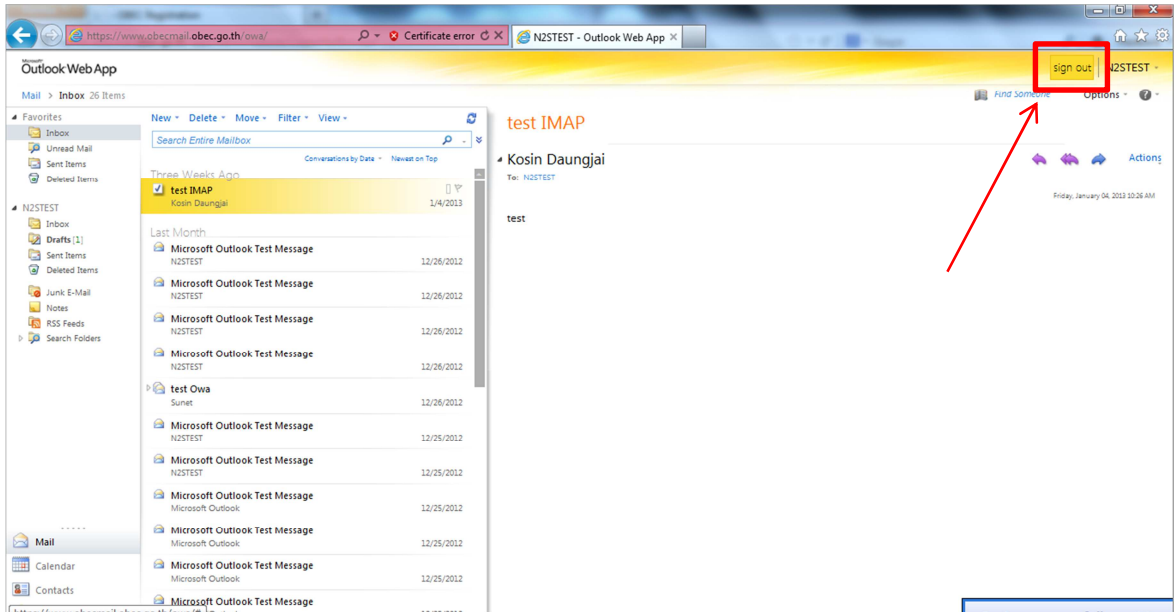 https://www.obecmail.obec.go.th/owa/
Certificate error
N2STEST - Outlook Web App
Microsoft®
Outlook Web App
sign out
N2STEST
Mail > Inbox 26 Items
Find Someone
Options
Favorites
Inbox
Unread Mail
Sent Items
Deleted Items
N2STEST
Inbox
Drafts [1]
Sent Items
Deleted Items
Junk E-Mail
Notes
RSS Feeds
Search Folders
Mail
Calendar
Contacts
New Delete Move Filter View
Search Entire Mailbox
Conversations by Date Newest on Top
Three Weeks Ago
test IMAP
Kosin Daungjai 1/4/2013
Last Month
Microsoft Outlook Test Message
N2STEST 12/26/2012
Microsoft Outlook Test Message
N2STEST 12/26/2012
Microsoft Outlook Test Message
N2STEST 12/26/2012
Microsoft Outlook Test Message
N2STEST 12/26/2012
test Owa
Sunet 12/26/2012
Microsoft Outlook Test Message
N2STEST 12/25/2012
Microsoft Outlook Test Message
N2STEST 12/25/2012
Microsoft Outlook Test Message
Microsoft Outlook 12/25/2012
Microsoft Outlook Test Message
Microsoft Outlook 12/25/2012
Microsoft Outlook Test Message
Microsoft Outlook 12/25/2012
Microsoft Outlook Test Message
test IMAP
Kosin Daungjai
Actions
To: N2STEST
Friday, January 04, 2013 10:26 AM
test